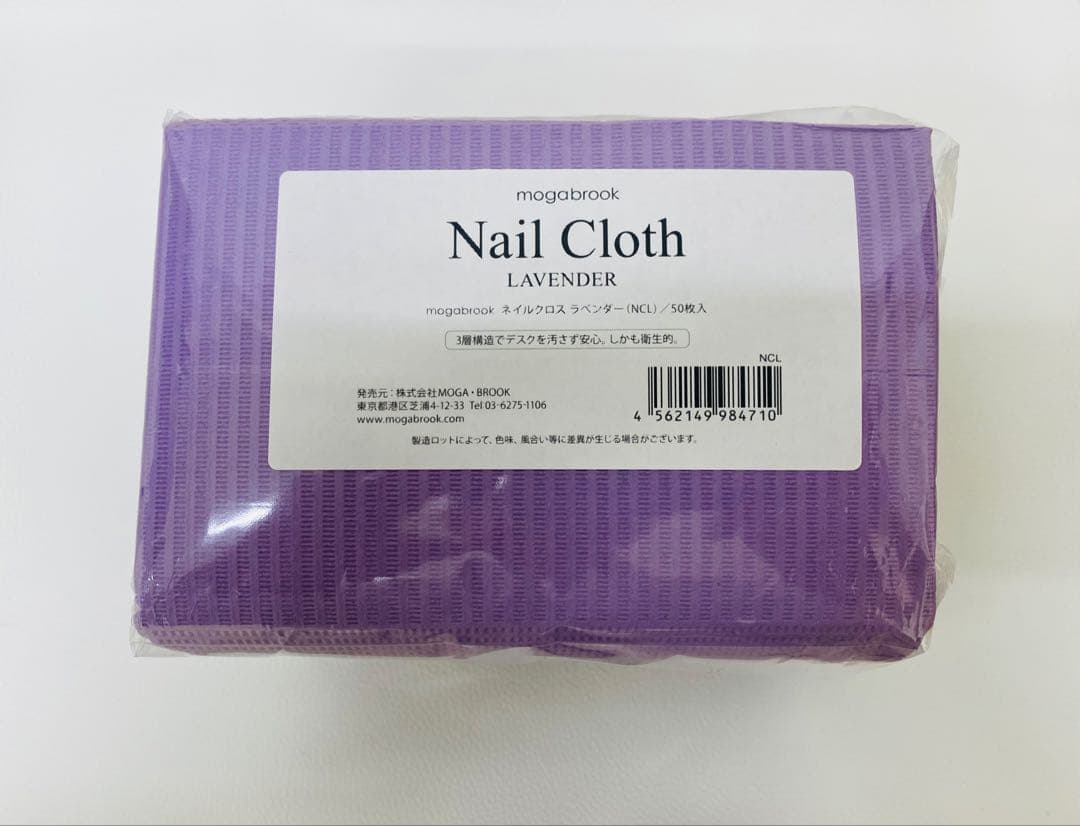 mogabrook
Nail Cloth
LAVENDER
mogabrook ネイルクロス ラベンダー(NCL)/50枚入
3層構造でデスクを汚さず安心。しかも衛生的。
NCL
発売元:株式会社MOGA・BROOK
東京都港区芝浦4-12-33 Tel 03-6275-1106
www.mogabrook.com
4 562149 984710
製造ロットによって、色味、風合い等に差異が生じる場合がございます。